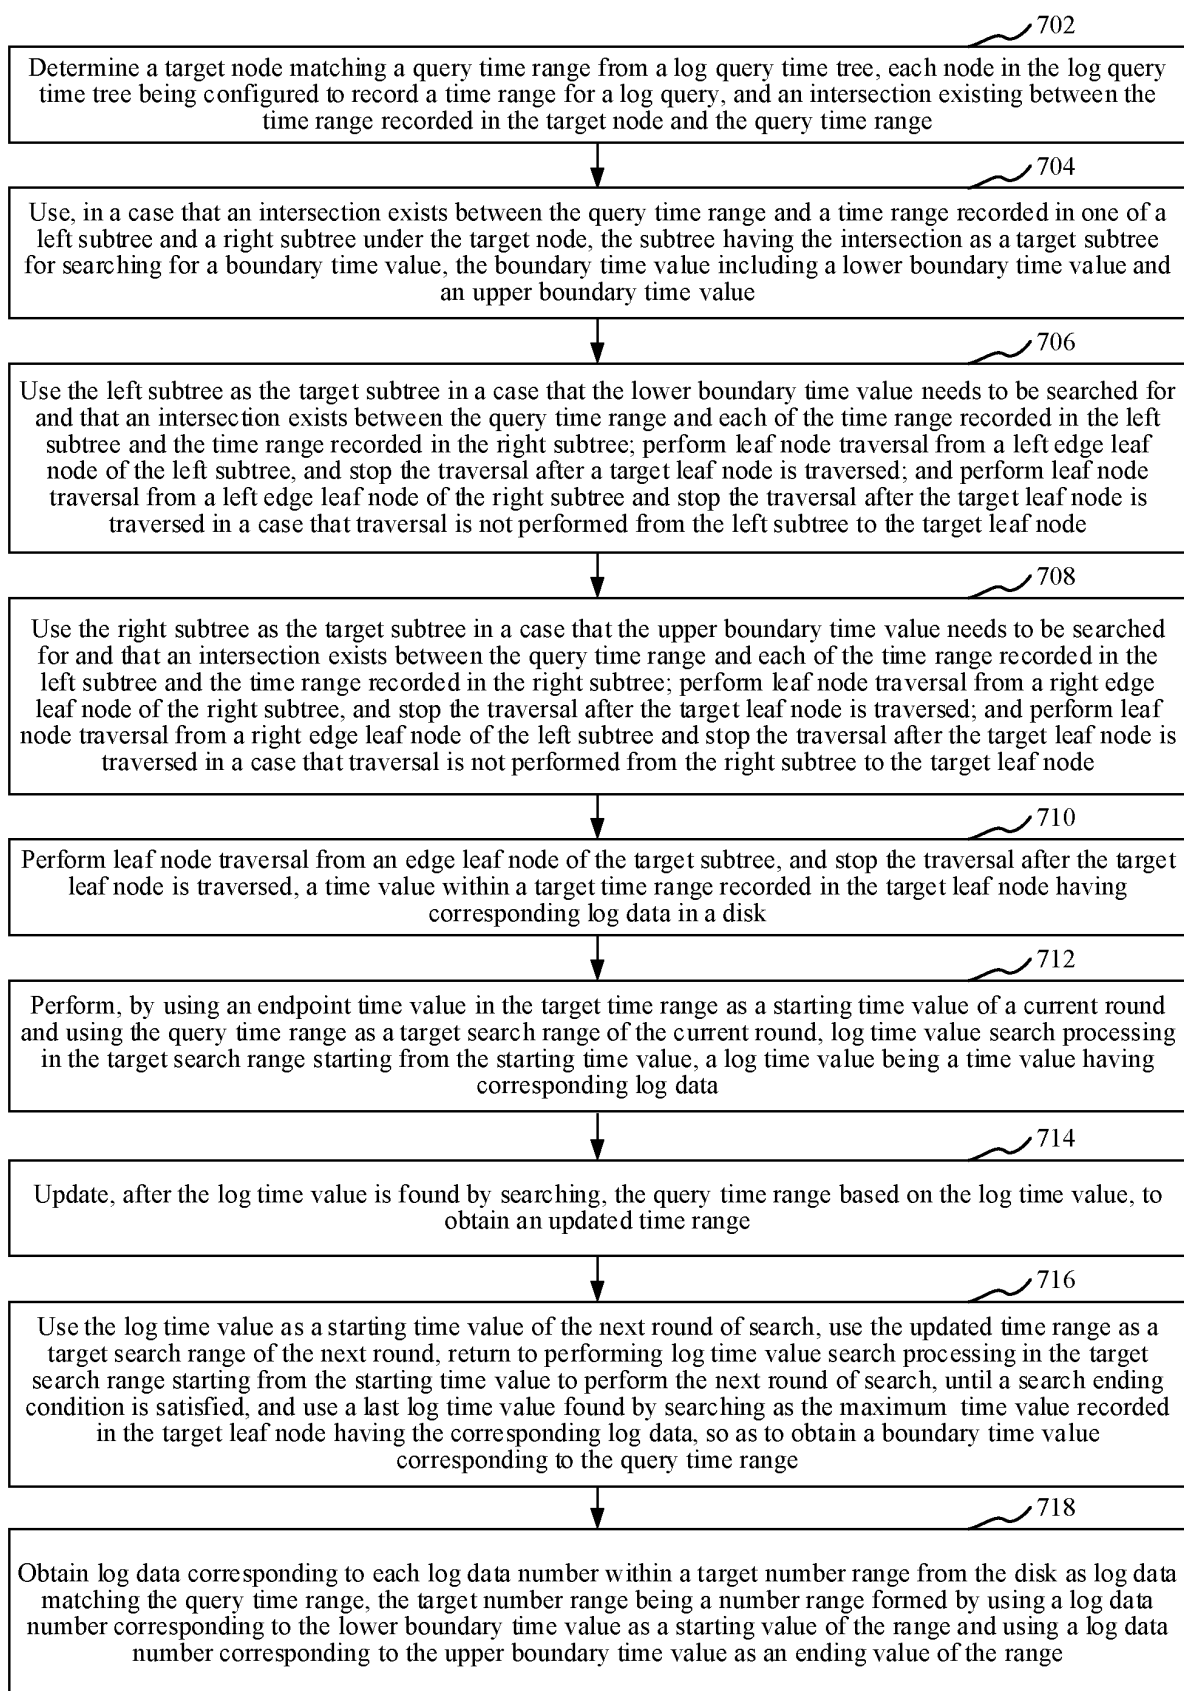 702
Determine a target node matching a query time range from a log query time tree, each node in the log query
time tree being configured to record a time range for a log query, and an intersection existing between the
time range recorded in the target node and the query time range
704
Use, in a case that an intersection exists between the query time range and a time range recorded in one of a
left subtree and a right subtree under the target node, the subtree having the intersection as a target subtree
for searching for a boundary time value, the boundary time value including a lower boundary time value and
an upper boundary time value
706
Use the left subtree as the target subtree in a case that the lower boundary time value needs to be searched for
and that an intersection exists between the query time range and each of the time range recorded in the left
subtree and the time range recorded in the right subtree; perform leaf node traversal from a left edge leaf
node of the left subtree, and stop the traversal after a target leaf node is traversed; and perform leaf node
traversal from a left edge leaf node of the right subtree and stop the traversal after the target leaf node is
traversed in a case that traversal is not performed from the left subtree to the target leaf node
708
Use the right subtree as the target subtree in a case that the upper boundary time value needs to be searched
for and that an intersection exists between the query time range and each of the time range recorded in the
left subtree and the time range recorded in the right subtree; perform leaf node traversal from a right edge
leaf node of the right subtree, and stop the traversal after the target leaf node is traversed; and perform leaf
node traversal from a right edge leaf node of the left subtree and stop the traversal after the target leaf node is
traversed in a case that traversal is not performed from the right subtree to the target leaf node
710
Perform leaf node traversal from an edge leaf node of the target subtree, and stop the traversal after the target
leaf node is traversed, a time value within a target time range recorded in the target leaf node having
corresponding log data in a disk
712
Perform, by using an endpoint time value in the target time range as a starting time value of a current round
and using the query time range as a target search range of the current round, log time value search processing
in the target search range starting from the starting time value, a log time value being a time value having
corresponding log data
714
Update, after the log time value is found by searching, the query time range based on the log time value, to
obtain an updated time range
716
Use the log time value as a starting time value of the next round of search, use the updated time range as a
target search range of the next round, return to performing log time value search processing in the target
search range starting from the starting time value to perform the next round of search, until a search ending
condition is satisfied, and use a last log time value found by searching as the maximum time value recorded
in the target leaf node having the corresponding log data, so as to obtain a boundary time value
corresponding to the query time range
718
Obtain log data corresponding to each log data number within a target number range from the disk as log data
matching the query time range, the target number range being a number range formed by using a log data
number corresponding to the lower boundary time value as a starting value of the range and using a log data
number corresponding to the upper boundary time value as an ending value of the range